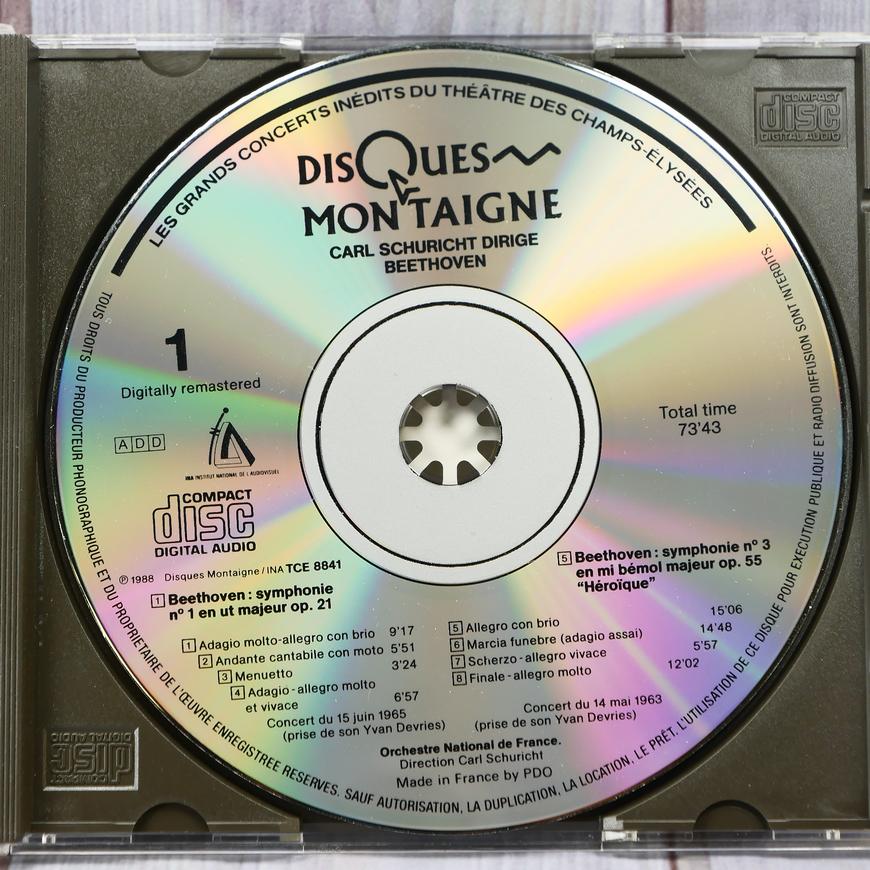 LES GRANDS CONCERTS INÉDITS DU THÉÂTRE DES CHAMPS-ÉLYSÉES
DISQUES
MONTAIGNE
CARL SCHURICHT DIRIGE
BEETHOVEN
1
Digitally remastered
ADD
INA INSTITUT NATIONAL DE L'AUDIOVISUEL
COMPACT
disc
DIGITAL AUDIO
Total time
73'43
℗ 1988 Disques Montaigne / INA TCE 8841
1 Beethoven : symphonie
n° 1 en ut majeur op. 21
1 Adagio molto-allegro con brio 9'17
2 Andante cantabile con moto 5'51
3 Menuetto 3'24
4 Adagio-allegro molto
et vivace 6'57
Concert du 15 juin 1965
(prise de son Yvan Devries)
5 Beethoven : symphonie n° 3
en mi bémol majeur op. 55
"Héroïque"
5 Allegro con brio 15'06
6 Marcia funebre (adagio assai) 14'48
7 Scherzo-allegro vivace 5'57
8 Finale-allegro molto 12'02
Concert du 14 mai 1963
(prise de son Yvan Devries)
Orchestre National de France.
Direction Carl Schuricht
Made in France by PDO
TOUS DROITS DU PRODUCTEUR PHONOGRAPHIQUE ET DU PROPRIETAIRE DE L'ŒUVRE ENREGISTREE RESERVES. SAUF AUTORISATION, LA DUPLICATION, LA LOCATION, LE PRÊT, L'UTILISATION DE CE DISQUE POUR EXECUTION PUBLIQUE ET RADIO DIFFUSION SONT INTERDITS.
COMPACT
disc
DIGITAL AUDIO
COMPACT
disc
DIGITAL AUDIO